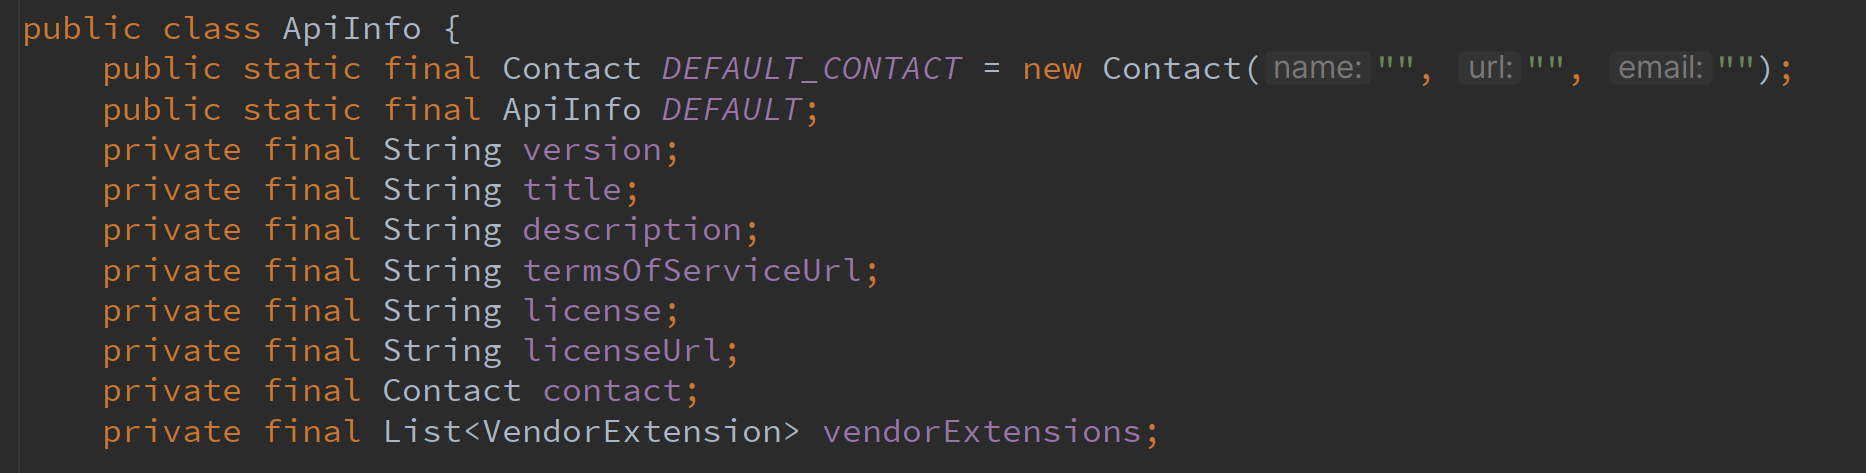 public class ApiInfo {
    public static final Contact DEFAULT_CONTACT = new Contact( name: "", url: "", email: "");
    public static final ApiInfo DEFAULT;
    private final String version;
    private final String title;
    private final String description;
    private final String termsOfServiceUrl;
    private final String license;
    private final String licenseUrl;
    private final Contact contact;
    private final List<VendorExtension> vendorExtensions;